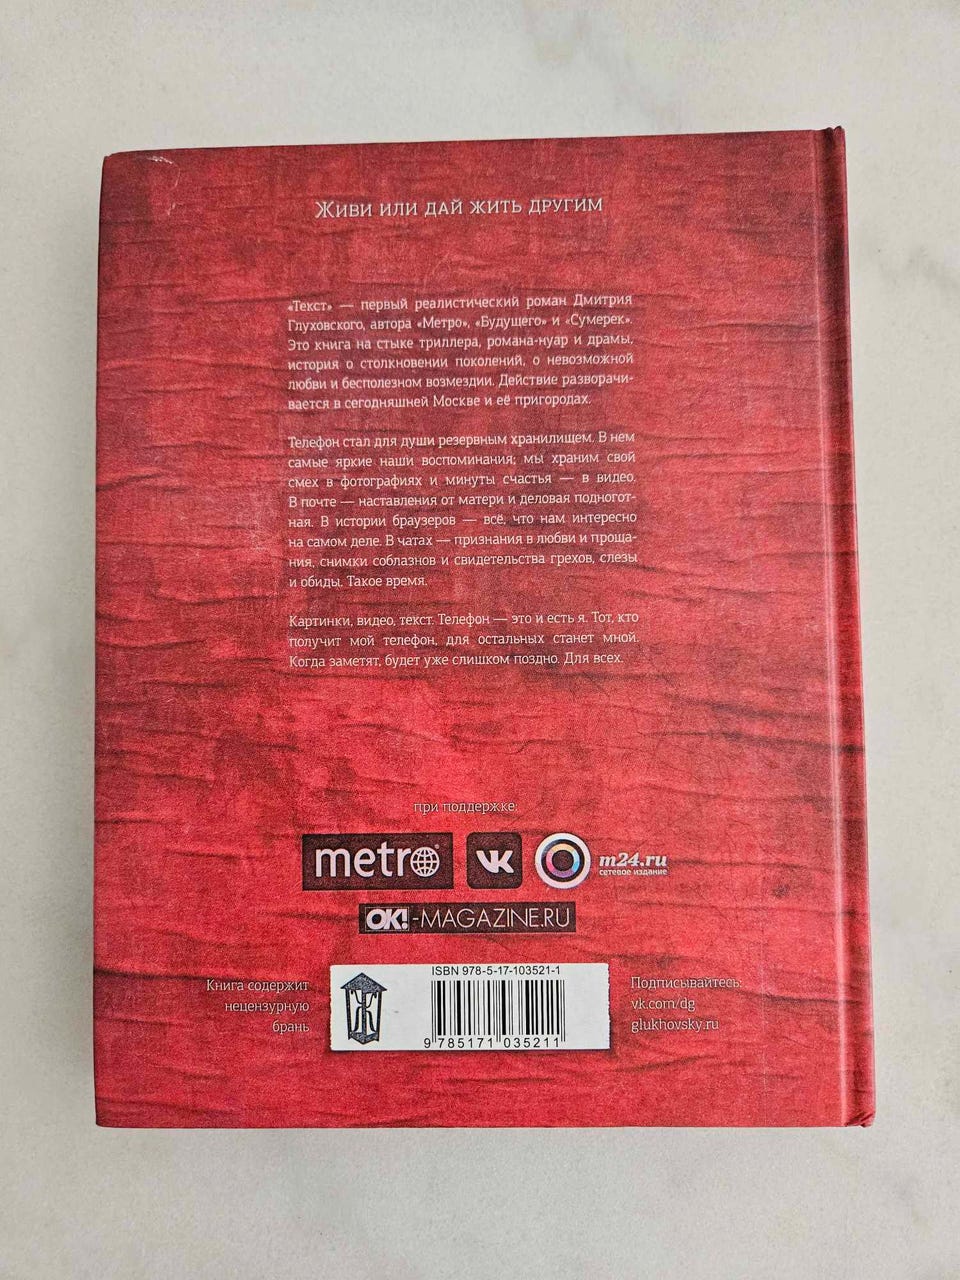 Живи или дай жить другим
«Текст» — первый реалистический роман Дмитрия
Глуховского, автора «Метро», «Будущего» и «Сумерек».
Это книга на стыке триллера, романа-нуар и драмы,
история о столкновении поколений, о невозможной
любви и бесполезном возмездии. Действие разворачи-
вается в сегодняшней Москве и её пригородах.
Телефон стал для души резервным хранилищем. В нем
самые яркие наши воспоминания; мы храним свой
смех в фотографиях и минуты счастья — в видео.
В почте — наставления от матери и деловая подногот-
ная. В истории браузеров — всё, что нам интересно
на самом деле. В чатах — признания в любви и проща-
ния, снимки соблазнов и свидетельства грехов, слезы
и обиды. Такое время.
Картинки, видео, текст. Телефон — это и есть я. Тот, кто
получит мой телефон, для остальных станет мной.
Когда заметят, будет уже слишком поздно. Для всех.
при поддержке:
metro
VK
m24.ru
сетевое издание
OK!-MAGAZINE.RU
Книга содержит
нецензурную
брань
ISBN 978-5-17-103521-1
9 785171 035211
Подписывайтесь:
vk.com/dg
glukhovsky.ru